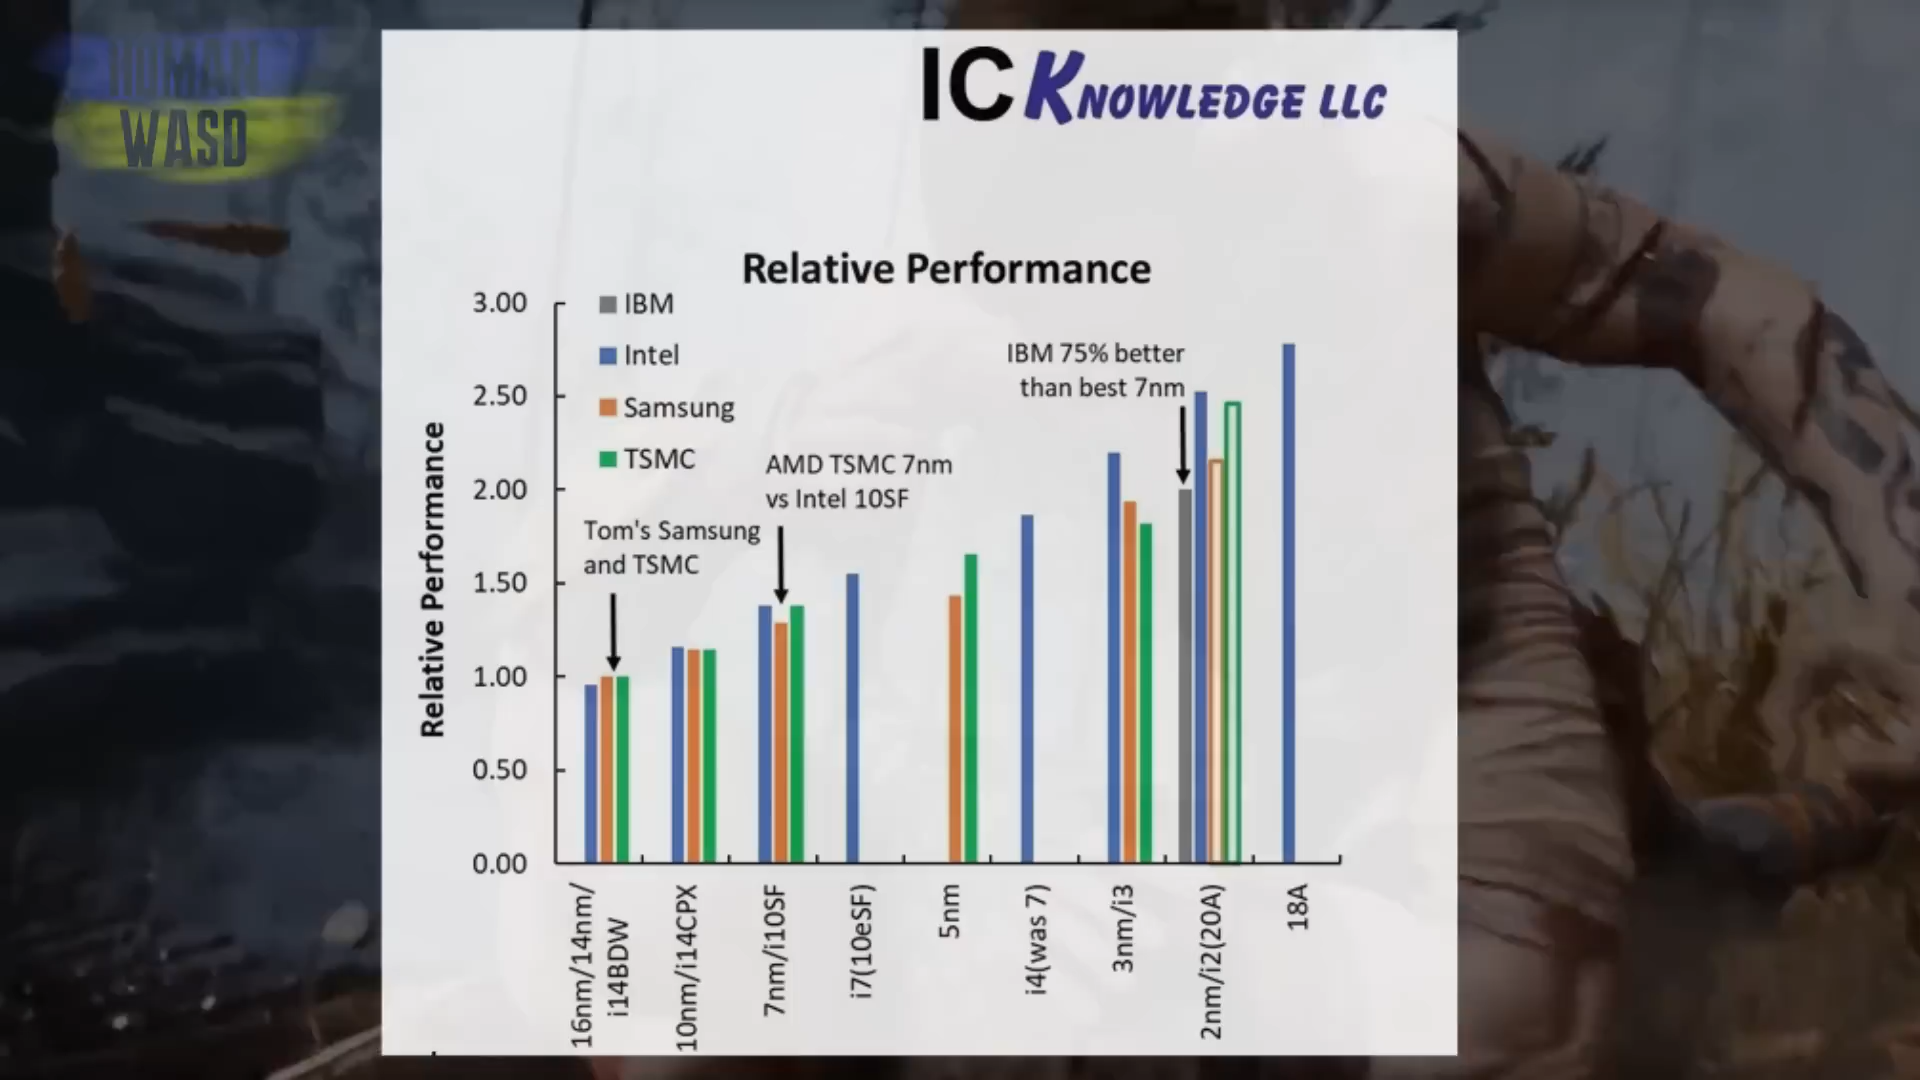 HOMAN
WASD
IC KNOWLEDGE LLC
Relative Performance
3.00
2.50
2.00
1.50
1.00
0.50
0.00
Relative Performance
IBM
Intel
Samsung
TSMC
Tom's Samsung
and TSMC
AMD TSMC 7nm
vs Intel 10SF
IBM 75% better
than best 7nm
16nm/14nm/
i14BDW
10nm/i14CPX
7nm/i10SF
i7(10eSF)
5nm
i4(was 7)
3nm/i3
2nm/i2(20A)
18A